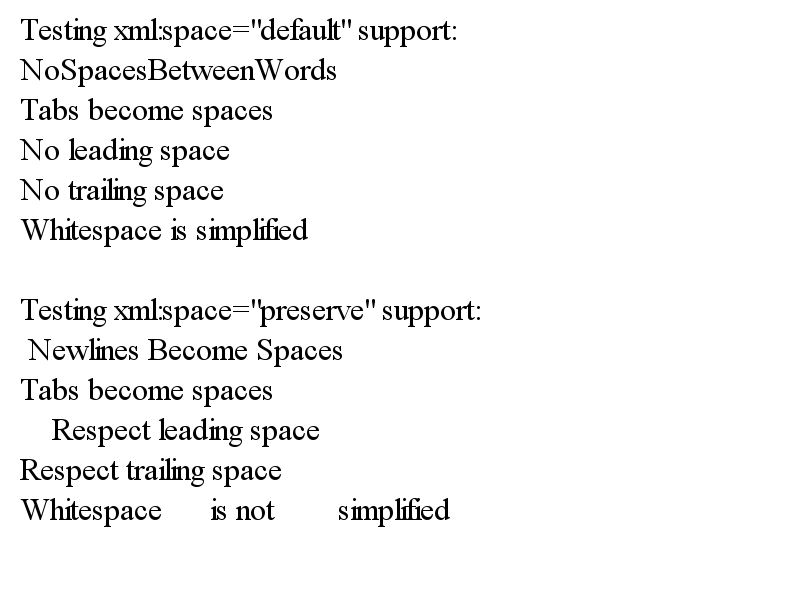 Testing xml:space="default" support:
NoSpacesBetweenWords
Tabs become spaces
No leading space
No trailing space
Whitespace is simplified
Testing xml:space="preserve" support:
 Newlines Become Spaces
Tabs become spaces
    Respect leading space
Respect trailing space
Whitespace      is not        simplified